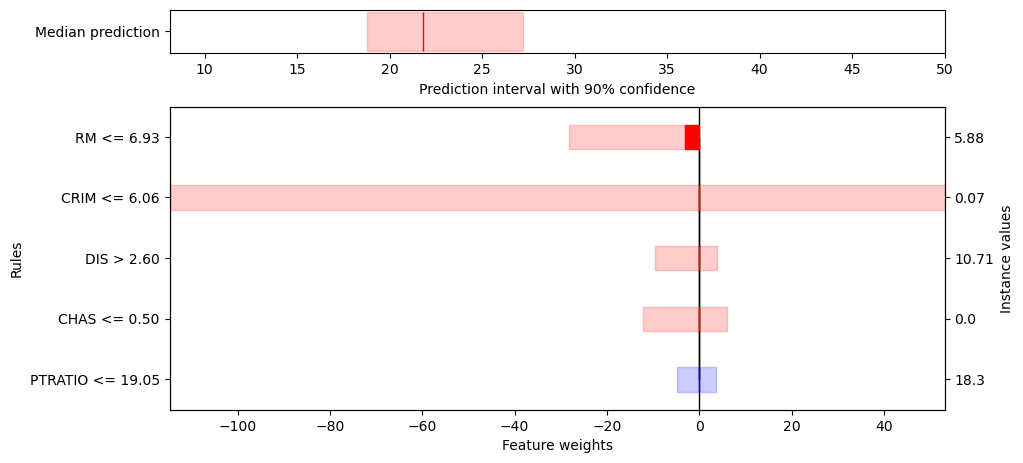 Median prediction
10 15 20 25 30 35 40 45 50
Prediction interval with 90% confidence
RM <= 6.93 5.88
CRIM <= 6.06 0.07
DIS > 2.60 10.71
CHAS <= 0.50 0.0
PTRATIO <= 19.05 18.3
Rules
Instance values
−100 −80 −60 −40 −20 0 20 40
Feature weights